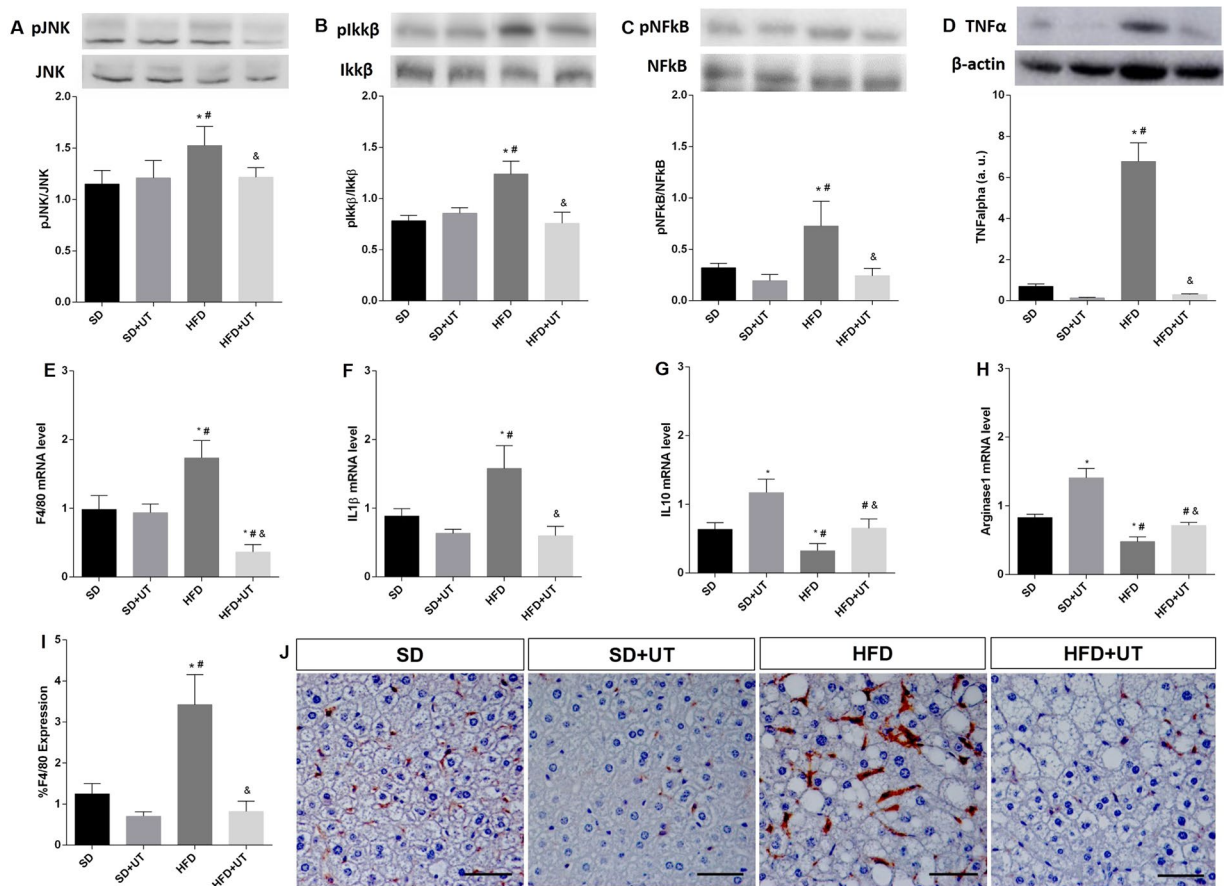 A pJNK
JNK
pJNK/JNK
2.0
1.5
1.0
0.5
0.0
* #
&
SD
SD+UT
HFD
HFD+UT
B pIkkβ
Ikkβ
pIkkβ/Ikkβ
2.0
1.5
1.0
0.5
0.0
* #
&
SD
SD+UT
HFD
HFD+UT
C pNFkB
NFkB
pNFkB/NFkB
2.0
1.5
1.0
0.5
0.0
* #
&
SD
SD+UT
HFD
HFD+UT
D TNFα
β-actin
TNFalpha (a. u.)
10
8
6
4
2
0
* #
&
SD
SD+UT
HFD
HFD+UT
E
F4/80 mRNA level
3
2
1
0
* #
* # &
SD
SD+UT
HFD
HFD+UT
F
IL1β mRNA level
3
2
1
0
* #
&
SD
SD+UT
HFD
HFD+UT
G
IL10 mRNA level
3
2
1
0
*
* #
# &
SD
SD+UT
HFD
HFD+UT
H
Arginase1 mRNA level
3
2
1
0
*
* #
# &
SD
SD+UT
HFD
HFD+UT
I
%F4/80 Expression
5
4
3
2
1
0
* #
&
SD
SD+UT
HFD
HFD+UT
J
SD
SD+UT
HFD
HFD+UT